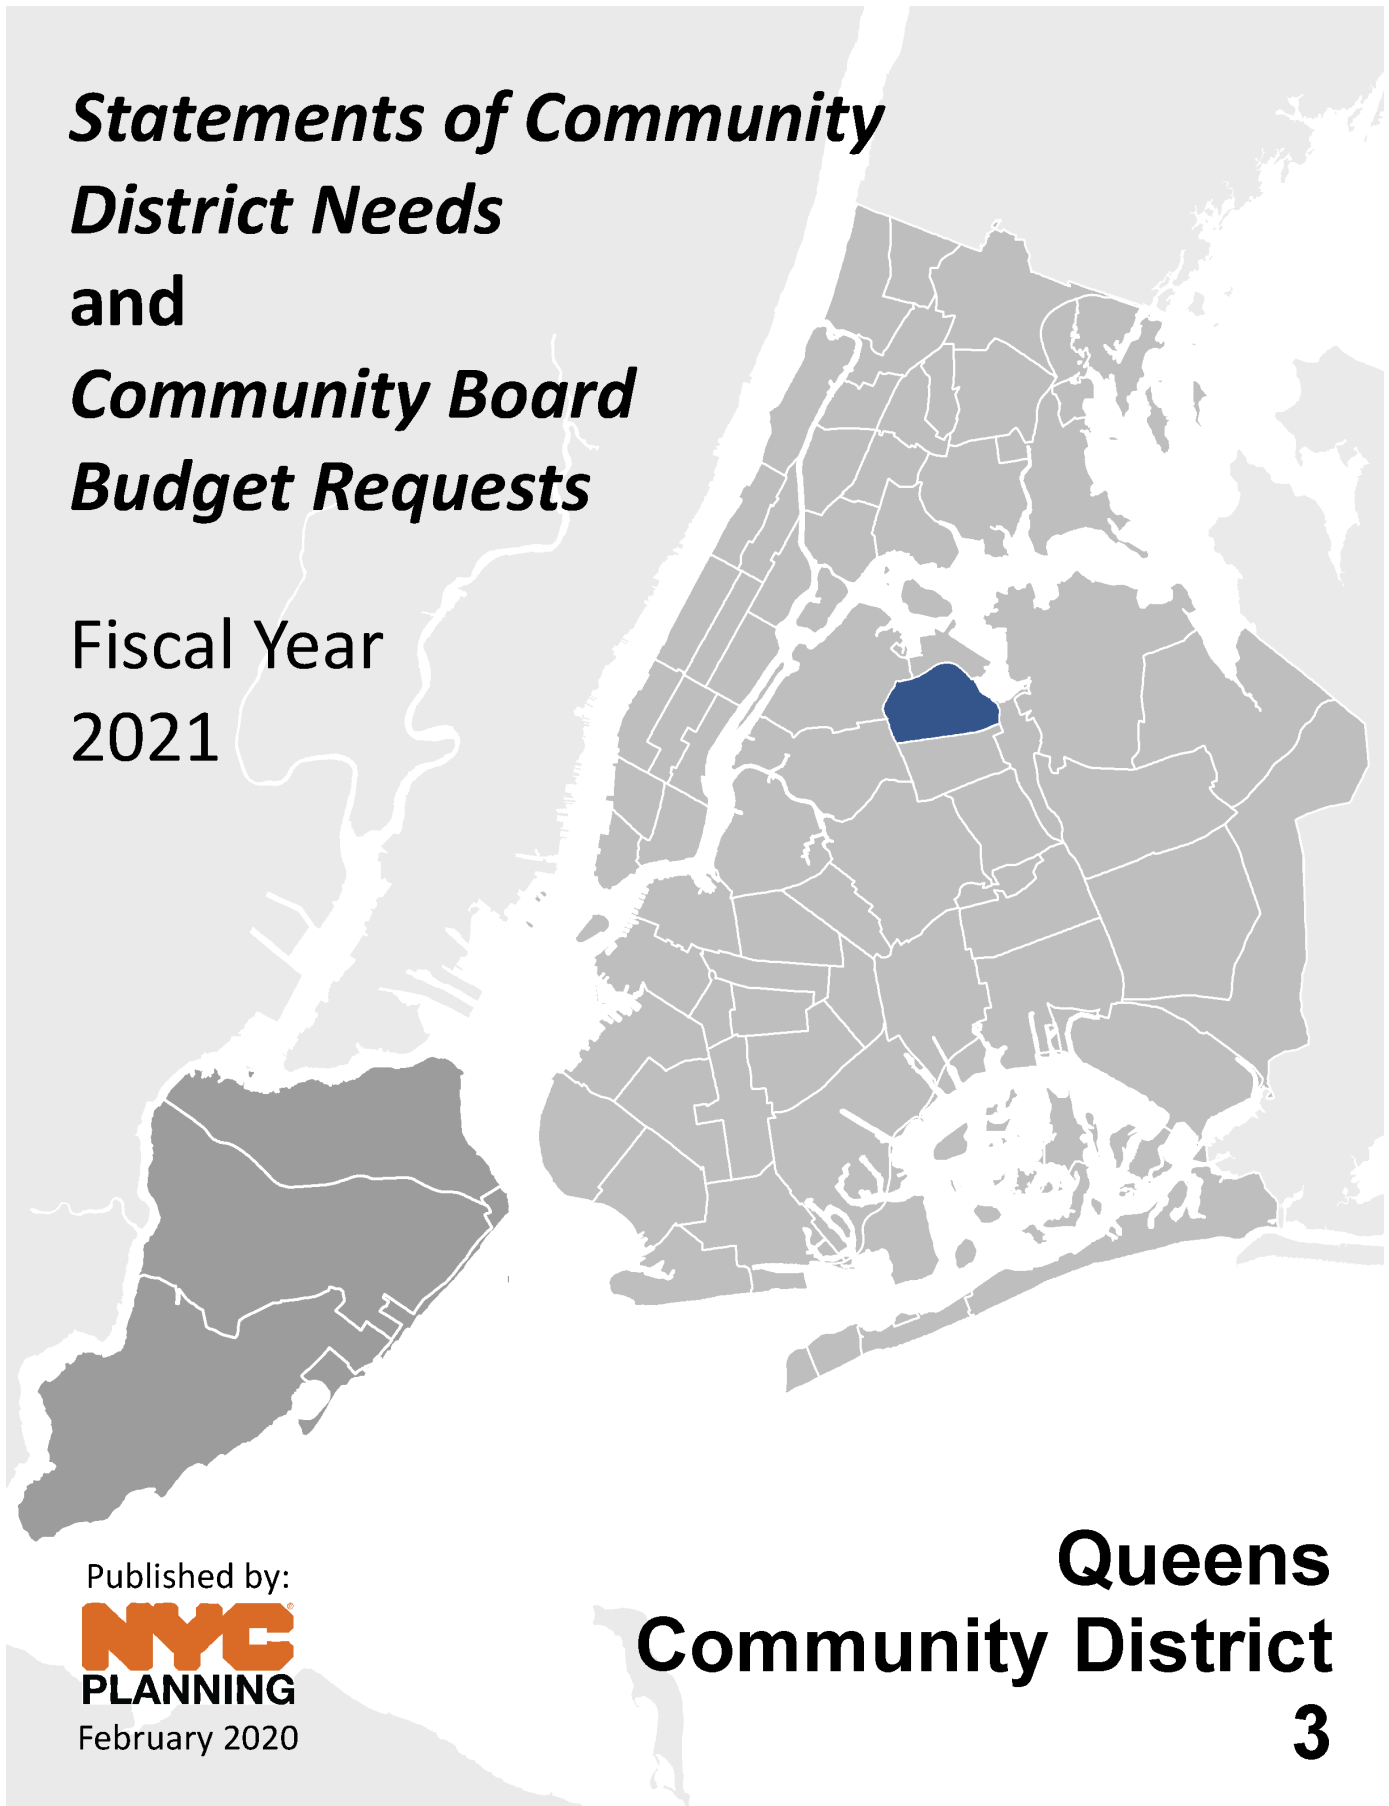 Statements of Community
District Needs
and
Community Board
Budget Requests
Fiscal Year
2021
Published by:
NYC®
PLANNING
February 2020
Queens
Community District
3